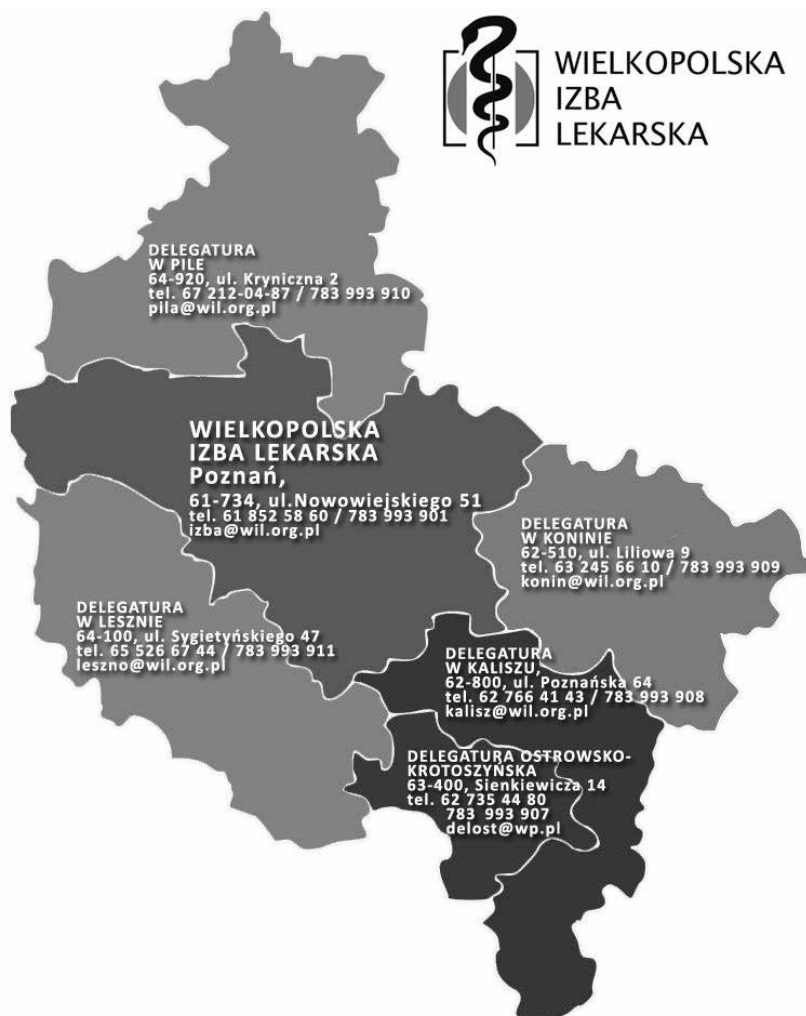 WIELKOPOLSKA
IZBA
LEKARSKA
DELEGATURA
W PILE
64-920, ul. Kryniczna 2
tel. 67 212-04-87 / 783 993 910
pila@wil.org.pl
WIELKOPOLSKA
IZBA LEKARSKA
Poznań,
61-734, ul.Nowowiejskiego 51
tel. 61 852 58 60 / 783 993 901
izba@wil.org.pl
DELEGATURA
W KONINIE
62-510, ul. Liliowa 9
tel. 63 245 66 10 / 783 993 909
konin@wil.org.pl
DELEGATURA
W LESZNIE
64-100, ul. Sygietyńskiego 47
tel. 65 526 67 44 / 783 993 911
leszno@wil.org.pl
DELEGATURA
W KALISZU,
62-800, ul. Poznańska 64
tel. 62 766 41 43 / 783 993 908
kalisz@wil.org.pl
DELEGATURA OSTROWSKO-
KROTOSZYŃSKA
63-400, Sienkiewicza 14
tel. 62 735 44 80
783 993 907
delost@wp.pl